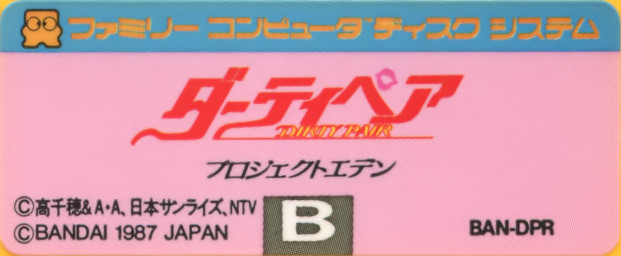 ファミリー コンピュータ ディスク システム
ダーティペア
DIRTY PAIR
プロジェクトエデン
©高千穂&A・A、日本サンライズ、NTV
©BANDAI 1987 JAPAN
B
BAN-DPR